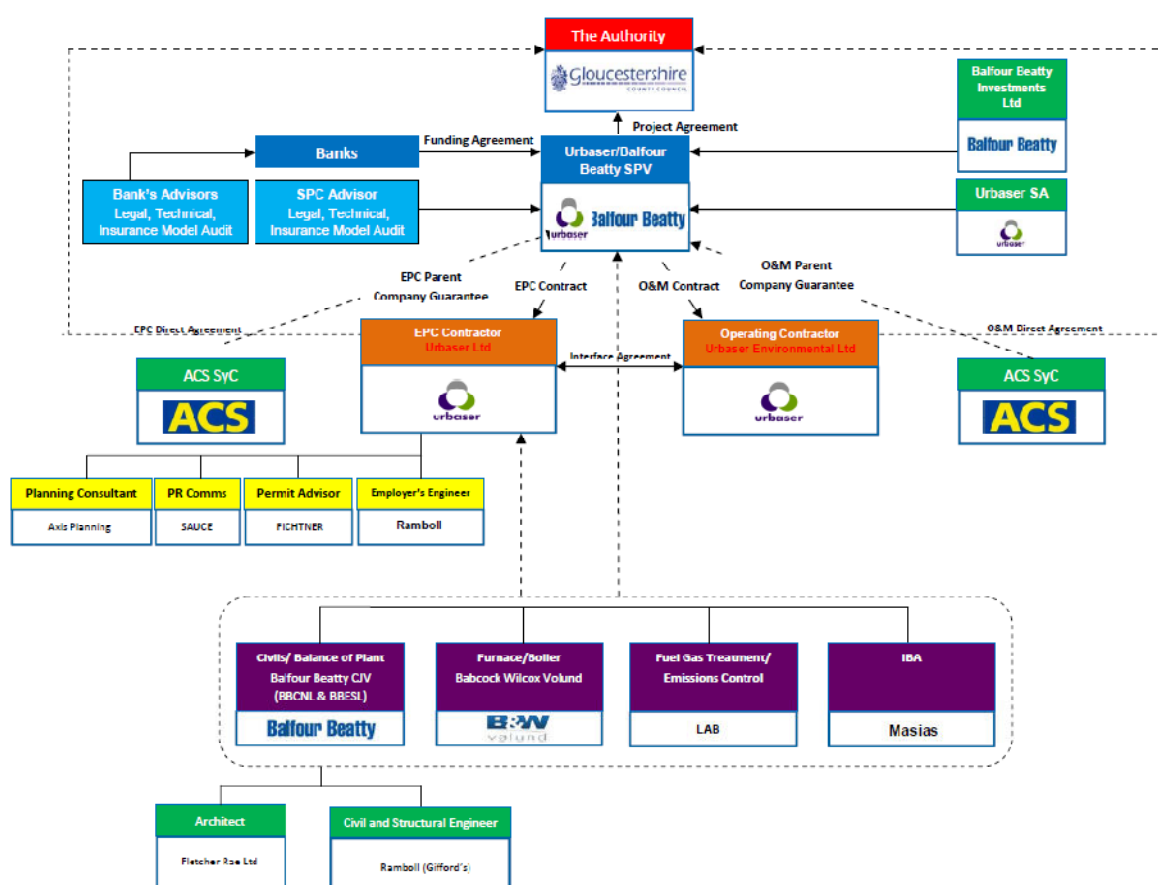 The Authority
Gloucestershire
COUNTY COUNCIL
Balfour Beatty
Investments
Ltd
Balfour Beatty
Project Agreement
Funding Agreement
Banks
Urbaser/Balfour
Beatty SPV
urbaser
Balfour Beatty
Bank's Advisors
Legal, Technical,
Insurance Model Audit
SPC Advisor
Legal, Technical,
Insurance Model Audit
Urbaser SA
urbaser
EPC Parent
Company Guarantee
EPC Contract
O&M Contract
O&M Parent
Company Guarantee
EPC Direct Agreement
O&M Direct Agreement
EPC Contractor
Urbaser Ltd
urbaser
Interface Agreement
Operating Contractor
Urbaser Environmental Ltd
urbaser
ACS SyC
ACS
ACS SyC
ACS
Planning Consultant
Axis Planning
PR Comms
SAUCE
Permit Advisor
FICHTNER
Employer's Engineer
Ramboll
Civils/ Balance of Plant
Balfour Beatty CJV
(BBCNL & BBESL)
Balfour Beatty
Furnace/Boiler
Babcock Wilcox Volund
B&W
vølund
Fuel Gas Treatment/
Emissions Control
LAB
IBA
Masias
Architect
Fletcher Rae Ltd
Civil and Structural Engineer
Ramboll (Gifford's)